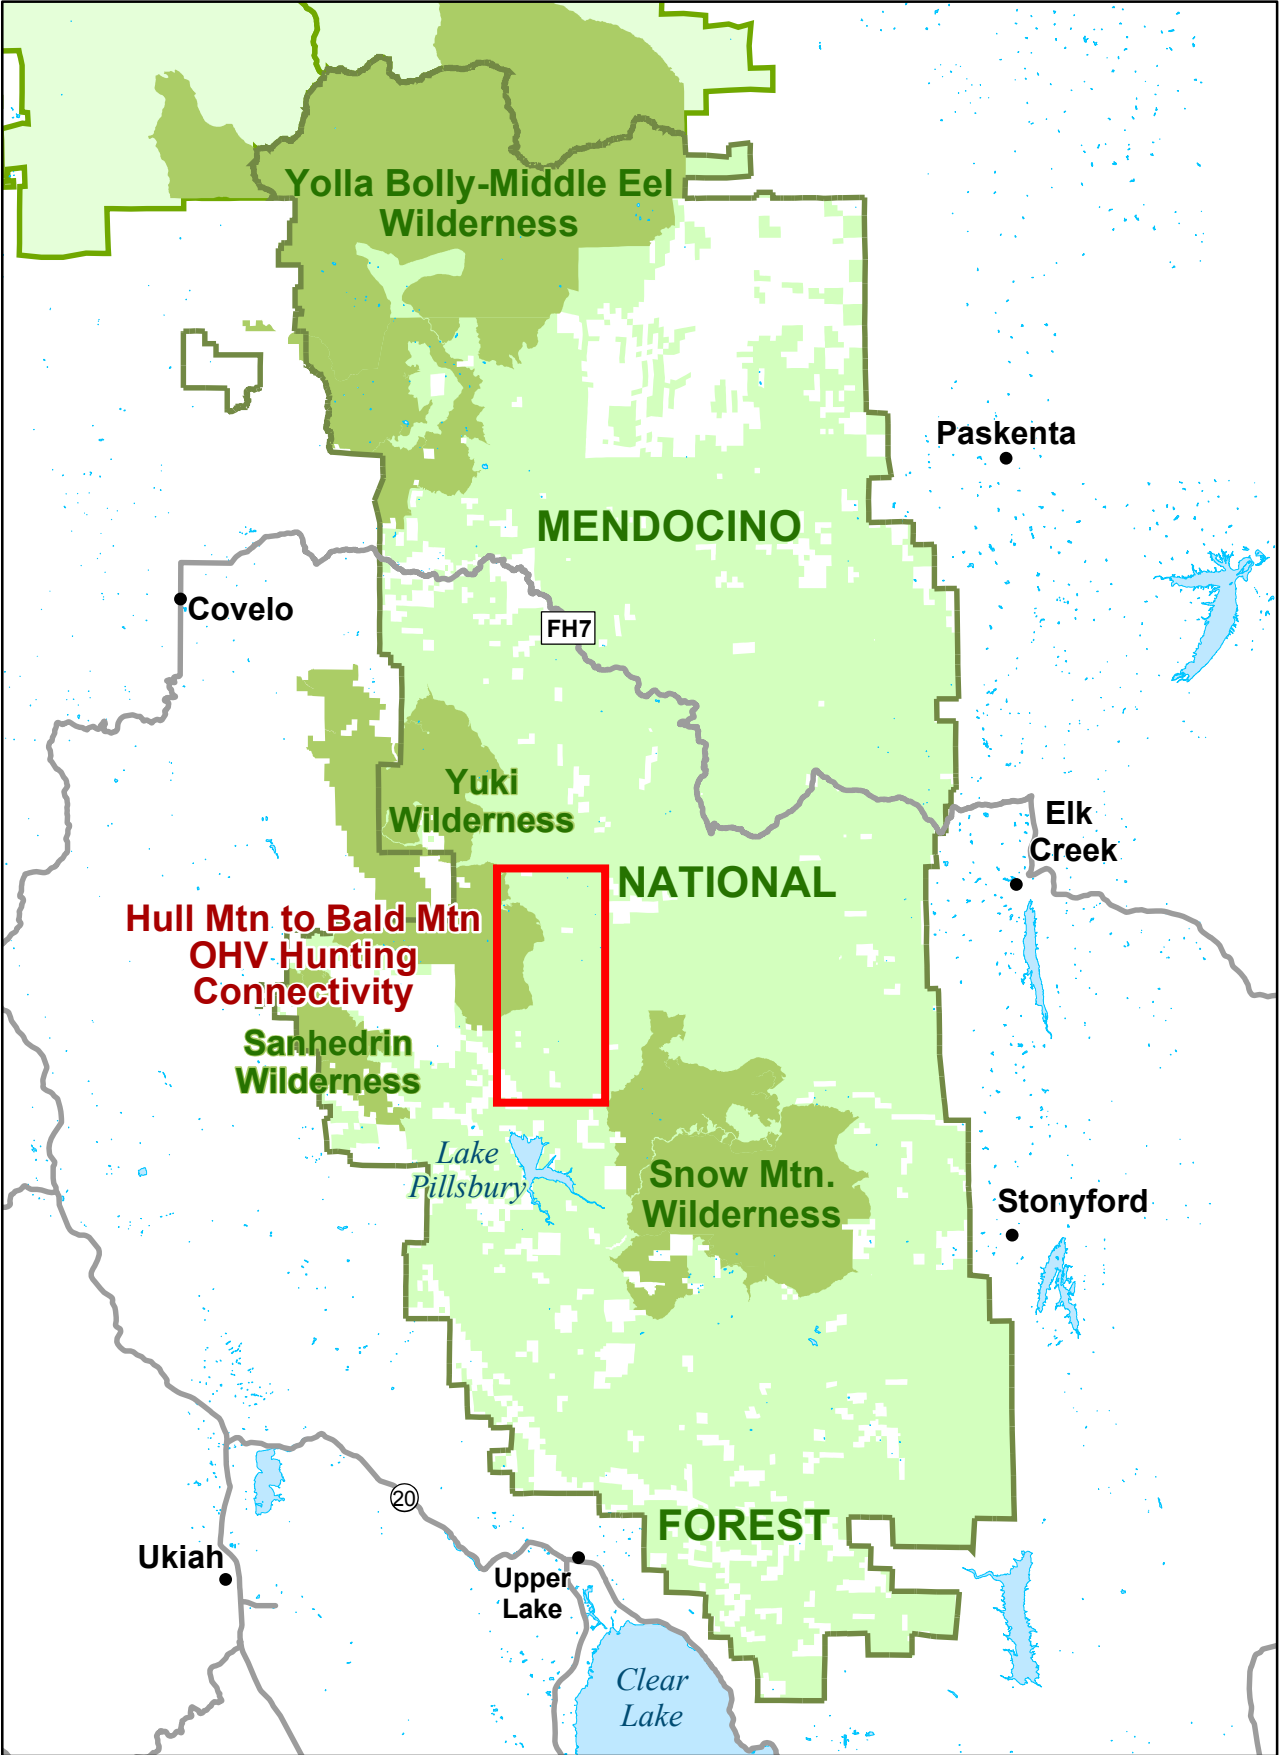 Yolla Bolly-Middle Eel
Wilderness
Paskenta
MENDOCINO
Covelo
FH7
Yuki
Wilderness
Elk
Creek
NATIONAL
Hull Mtn to Bald Mtn
OHV Hunting
Connectivity
Sanhedrin
Wilderness
Lake
Pillsbury
Snow Mtn.
Wilderness
Stonyford
20
FOREST
Ukiah
Upper
Lake
Clear
Lake